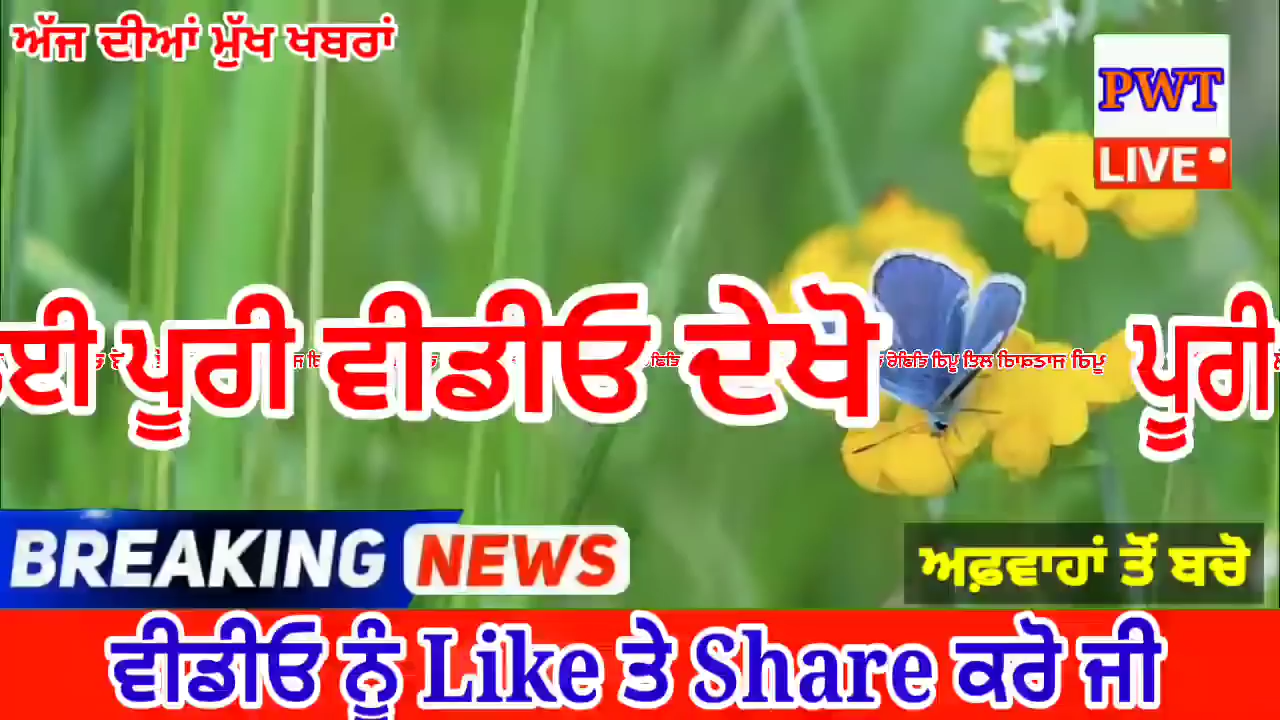 ਅੱਜ ਦੀਆਂ ਮੁੱਖ ਖਬਰਾਂ
PWT
LIVE
ਪੂਰੀ ਵੀਡੀਓ ਦੇਖੋ ਪੂਰੀ
BREAKING NEWS
ਅਫ਼ਵਾਹਾਂ ਤੋਂ ਬਚੋ
ਵੀਡੀਓ ਨੂੰ Like ਤੇ Share ਕਰੋ ਜੀ